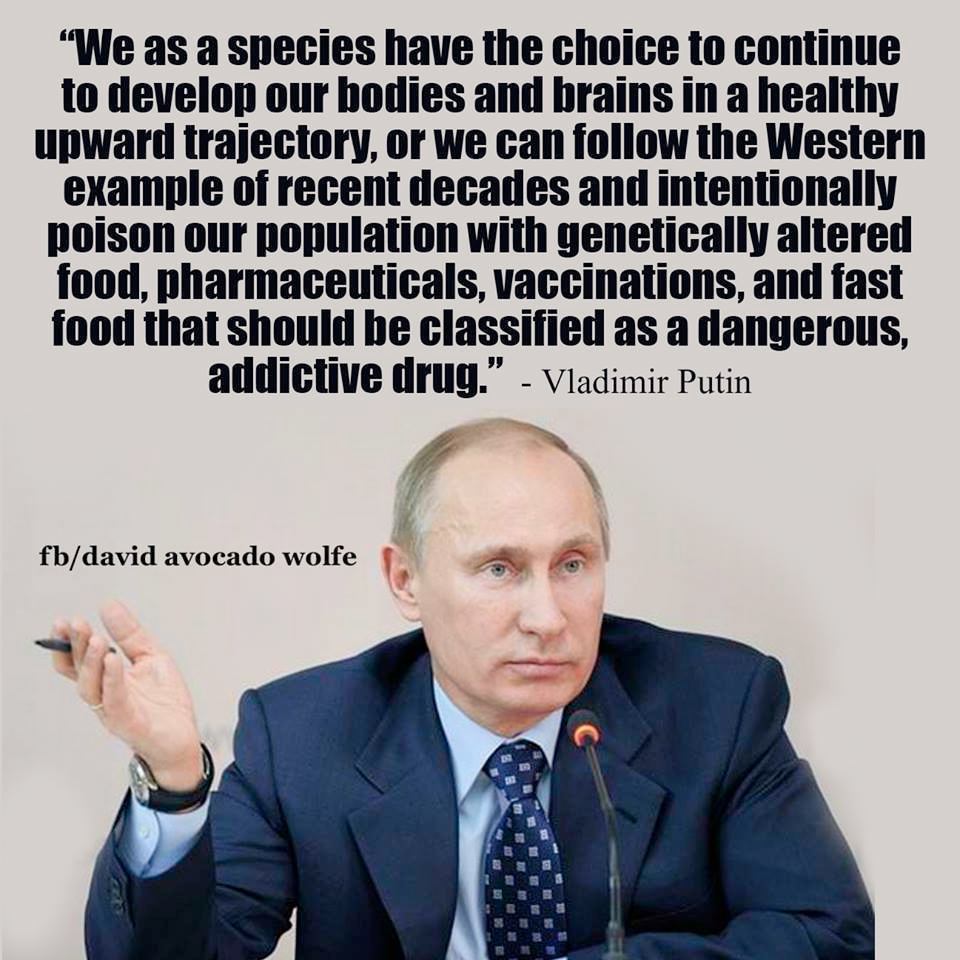 “We as a species have the choice to continue
to develop our bodies and brains in a healthy
upward trajectory, or we can follow the Western
example of recent decades and intentionally
poison our population with genetically altered
food, pharmaceuticals, vaccinations, and fast
food that should be classified as a dangerous,
addictive drug.” - Vladimir Putin
fb/david avocado wolfe